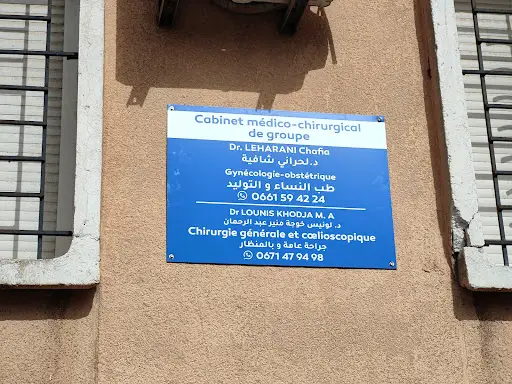 Cabinet médico-chirurgical
de groupe
Dr. LEHARANI Chafia
د.لحراني شافية
Gynécologie-obstétrique
طب النساء و التوليد
0661 59 42 24
Dr LOUNIS KHODJA M. A
د. لونيس خوجة منير عبد الرحمان
Chirurgie générale et cœlioscopique
جراحة عامة و بالمنظار
0671 47 94 98